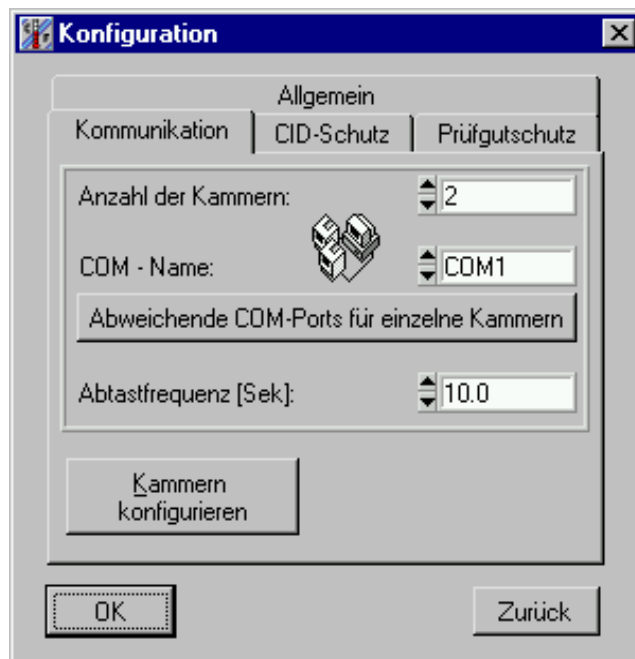 Konfiguration
Allgemein
Kommunikation
CID-Schutz
Prüfgutschutz
Anzahl der Kammern:
2
COM - Name:
COM1
Abweichende COM-Ports für einzelne Kammern
Abtastfrequenz [Sek]:
10.0
Kammern
konfigurieren
OK
Zurück